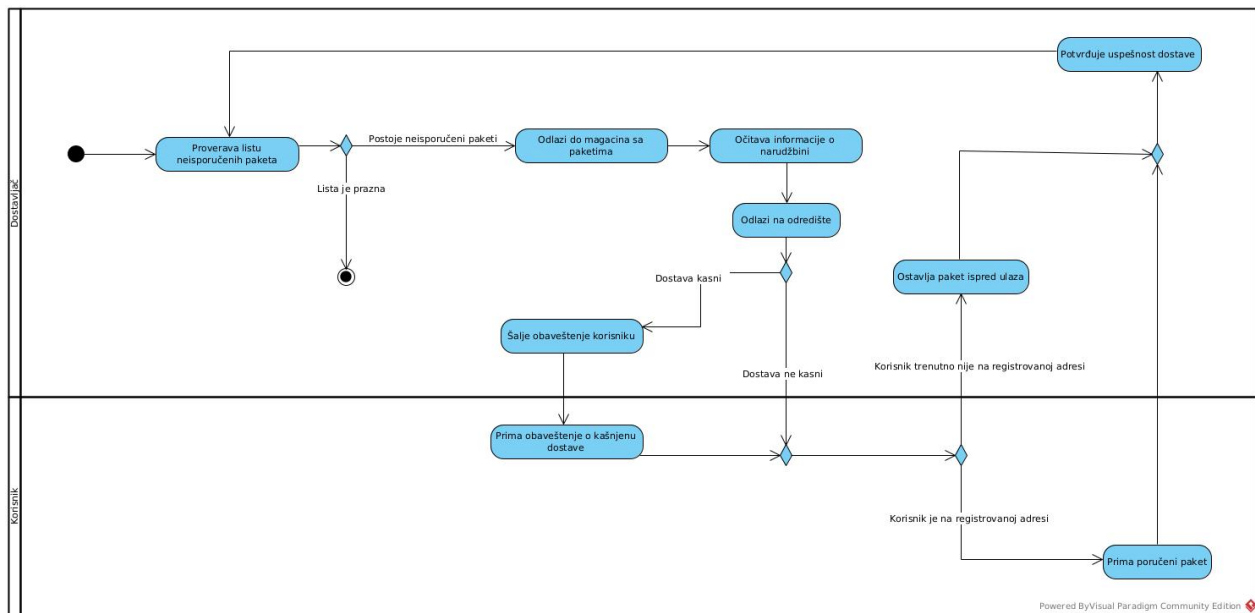 Potvrđuje uspešnost dostave
Proverava listu
neisporučenih paketa
Postoje neisporučeni paketi
Odlazi do magacina sa
paketima
Očitava informacije o
narudžbini
Lista je prazna
Dostavljač
Odlazi na odredište
Dostava kasni
Ostavlja paket ispred ulaza
Šalje obaveštenje korisniku
Dostava ne kasni
Korisnik trenutno nije na registrovanoj adresi
Prima obaveštenje o kašnjenu
dostave
Korisnik
Korisnik je na registrovanoj adresi
Prima poručeni paket
Powered ByVisual Paradigm Community Edition